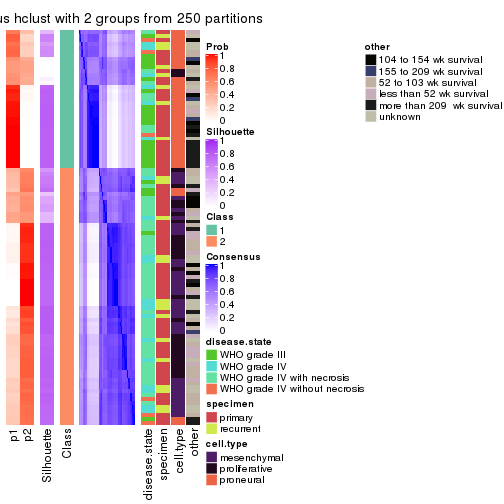 us hclust with 2 groups from 250 partitions
Prob
1
0.8
0.6
0.4
0.2
0
Silhouette
1
0.8
0.6
0.4
0.2
0
Class
1
2
Consensus
1
0.8
0.6
0.4
0.2
0
disease.state
WHO grade III
WHO grade IV
WHO grade IV with necrosis
WHO grade IV without necrosis
specimen
primary
recurrent
cell.type
mesenchymal
proliferative
proneural
other
104 to 154 wk survival
155 to 209 wk survival
52 to 103 wk survival
less than 52 wk survival
more than 209  wk survival
unknown
p1
p2
Silhouette
Class
disease.state
specimen
cell.type
other